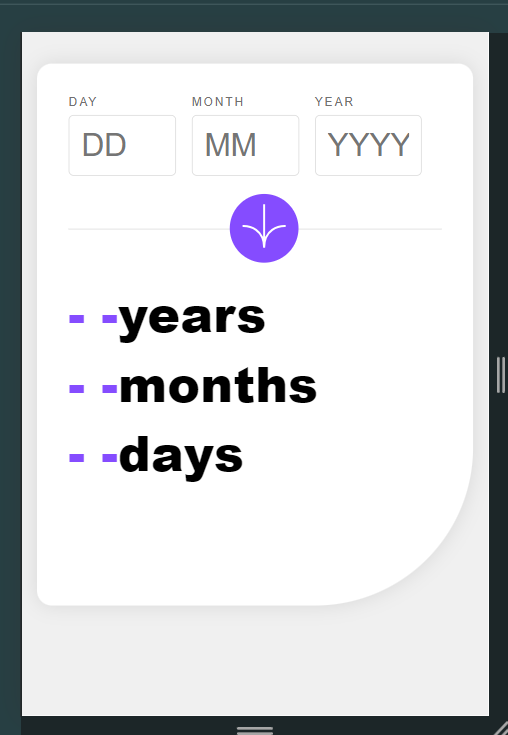 DAY MONTH YEAR
DD MM YYYY
- -years
- -months
- -days